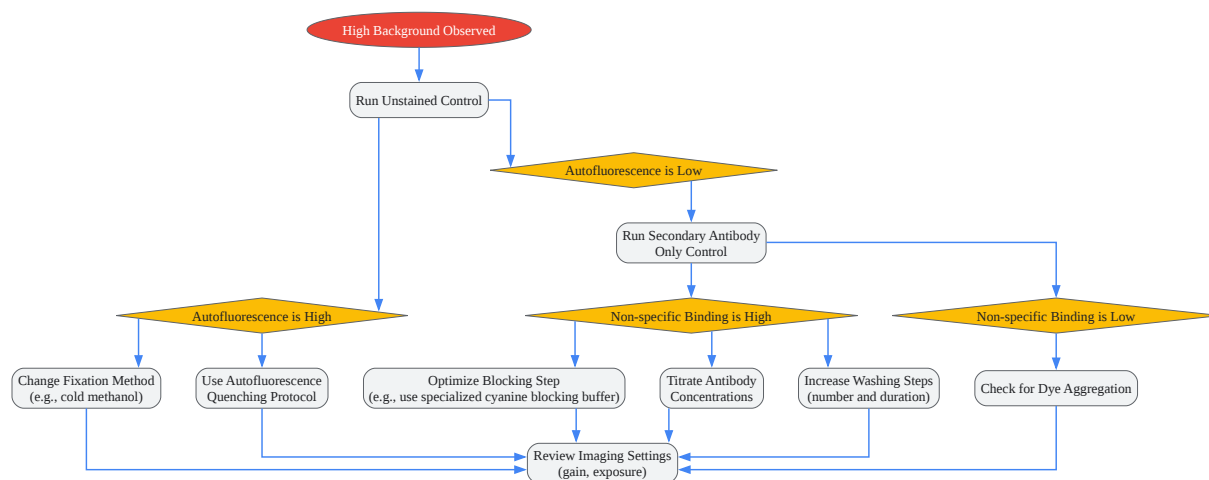 High Background Observed
Run Unstained Control
Autofluorescence is Low
Run Secondary Antibody
Only Control
Autofluorescence is High
Non-specific Binding is High
Non-specific Binding is Low
Change Fixation Method
(e.g., cold methanol)
Use Autofluorescence
Quenching Protocol
Optimize Blocking Step
(e.g., use specialized cyanine blocking buffer)
Titrate Antibody
Concentrations
Increase Washing Steps
(number and duration)
Check for Dye Aggregation
Review Imaging Settings
(gain, exposure)